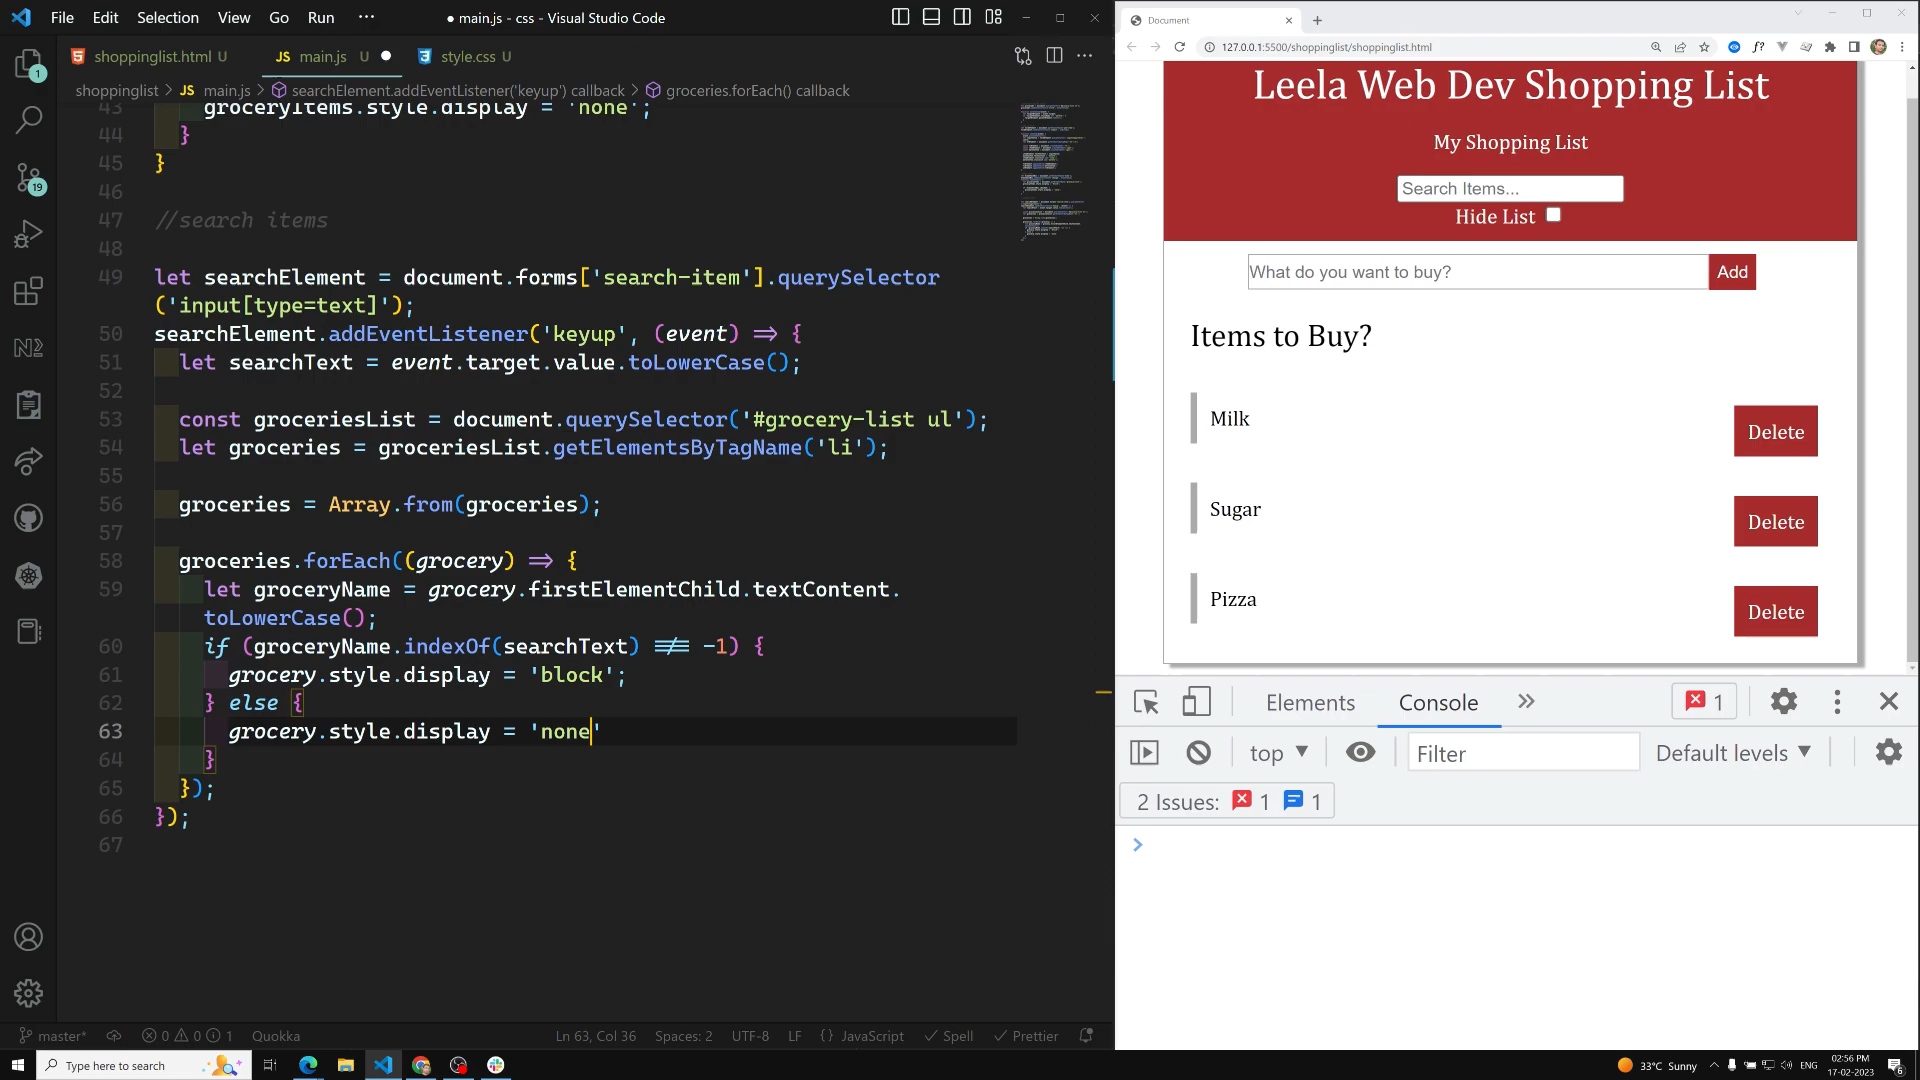 File Edit Selection View Go Run ··· ● main.js - css - Visual Studio Code
shoppinglist.html U JS main.js U ● style.css U
shoppinglist > JS main.js > searchElement.addEventListener('keyup') callback > groceries.forEach() callback
43 groceryItems.style.display = 'none';
44 }
45 }
46
47 //search items
48
49 let searchElement = document.forms['search-item'].querySelector
('input[type=text]');
50 searchElement.addEventListener('keyup', (event) => {
51 let searchText = event.target.value.toLowerCase();
52
53 const groceriesList = document.querySelector('#grocery-list ul');
54 let groceries = groceriesList.getElementsByTagName('li');
55
56 groceries = Array.from(groceries);
57
58 groceries.forEach((grocery) => {
59 let groceryName = grocery.firstElementChild.textContent.
toLowerCase();
60 if (groceryName.indexOf(searchText) !== -1) {
61 grocery.style.display = 'block';
62 } else {
63 grocery.style.display = 'none'
64 }
65 });
66 });
67
1
19
master* 0 0 1 Quokka Ln 63, Col 36 Spaces: 2 UTF-8 LF {} JavaScript Spell Prettier
Document
127.0.0.1:5500/shoppinglist/shoppinglist.html
Leela Web Dev Shopping List
My Shopping List
Search Items...
Hide List
What do you want to buy? Add
Items to Buy?
Milk Delete
Sugar Delete
Pizza Delete
Elements Console » 1
top ▼ Filter Default levels ▼
2 Issues: 1 1
>
Type here to search
33°C Sunny ENG 02:56 PM
17-02-2023 6